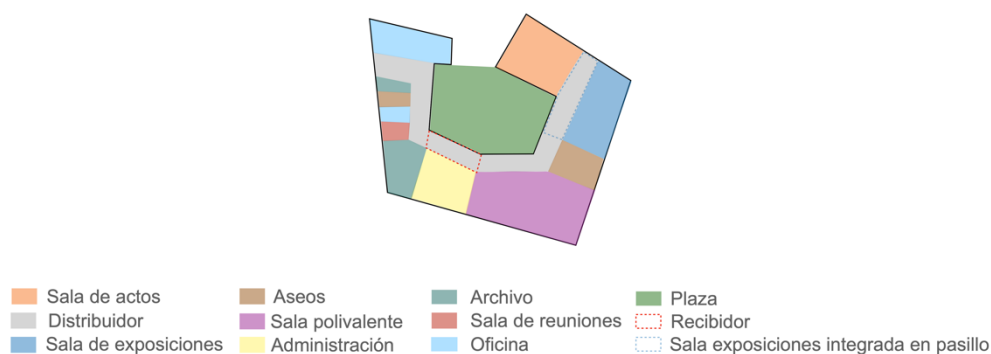 Sala de actos
Aseos
Archivo
Plaza
Distribuidor
Sala polivalente
Sala de reuniones
Recibidor
Sala de exposiciones
Administración
Oficina
Sala exposiciones integrada en pasillo